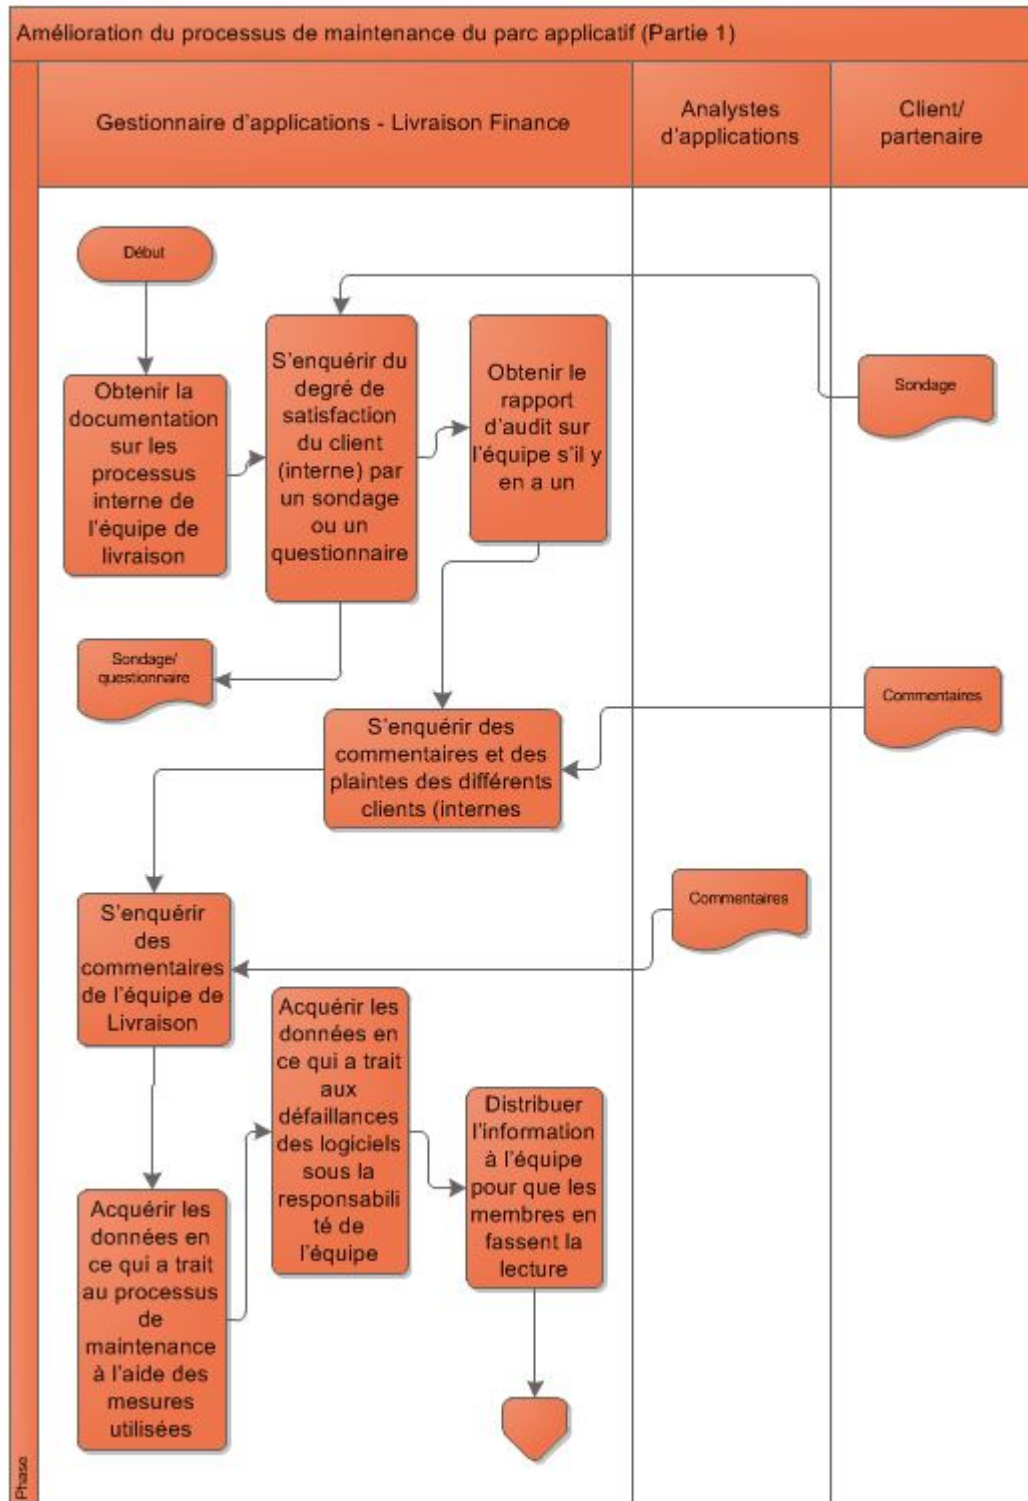 Amélioration du processus de maintenance du parc applicatif (Partie 1)
Gestionnaire d'applications - Livraison Finance
Analystes
d'applications
Client/
partenaire
Début
Obtenir la
documentation
sur les
processus
interne de
l'équipe de
livraison
S'enquérir du
degré de
satisfaction
du client
(interne) par
un sondage
ou un
questionnaire
Obtenir le
rapport
d'audit sur
l'équipe s'il y
en a un
Sondage
Sondage/
questionnaire
Commentaires
S'enquérir des
commentaires et des
plaintes des différents
clients (internes
Commentaires
S'enquérir
des
commentaires
de l'équipe de
Livraison
Acquérir les
données en
ce qui a trait
aux
défaillances
des logiciels
sous la
responsabili
té de
l'équipe
Distribuer
l'information
à l'équipe
pour que les
membres en
fassent la
lecture
Acquérir les
données en
ce qui a trait
au processus
de
maintenance
à l'aide des
mesures
utilisées
Phase